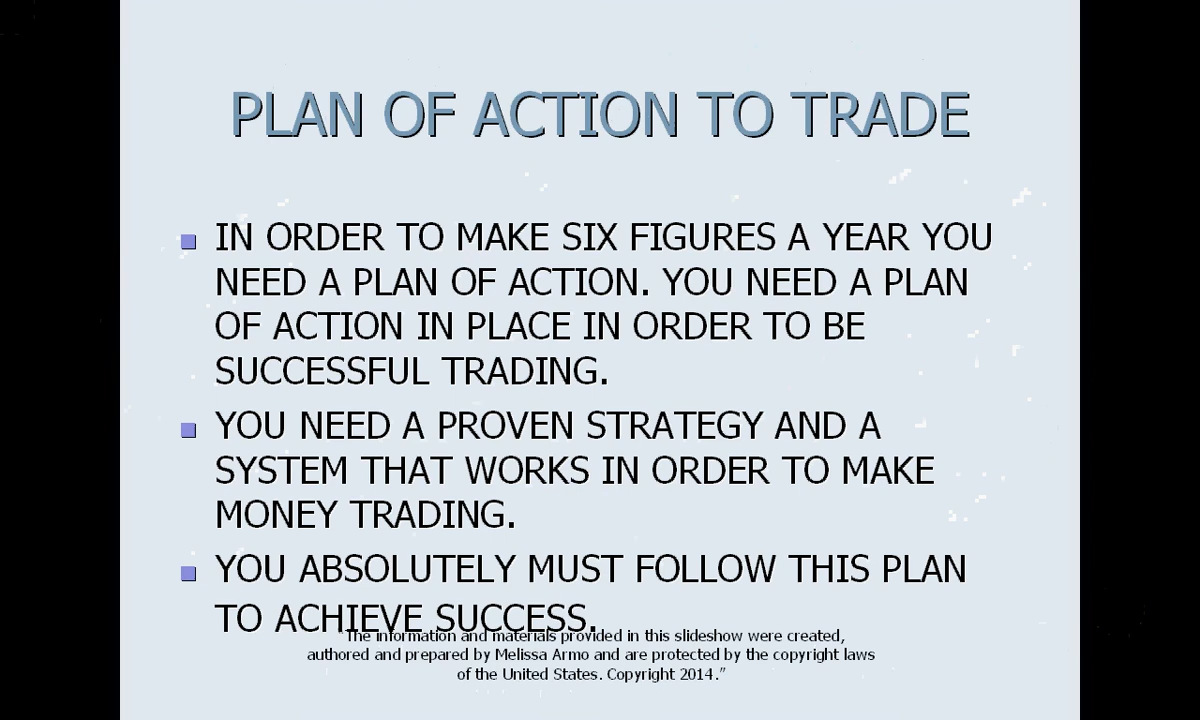 PLAN OF ACTION TO TRADE
IN ORDER TO MAKE SIX FIGURES A YEAR YOU
NEED A PLAN OF ACTION. YOU NEED A PLAN
OF ACTION IN PLACE IN ORDER TO BE
SUCCESSFUL TRADING.
YOU NEED A PROVEN STRATEGY AND A
SYSTEM THAT WORKS IN ORDER TO MAKE
MONEY TRADING.
YOU ABSOLUTELY MUST FOLLOW THIS PLAN
TO ACHIEVE SUCCESS.
"The information and materials provided in this slideshow were created,
authored and prepared by Melissa Armo and are protected by the copyright laws
of the United States. Copyright 2014."